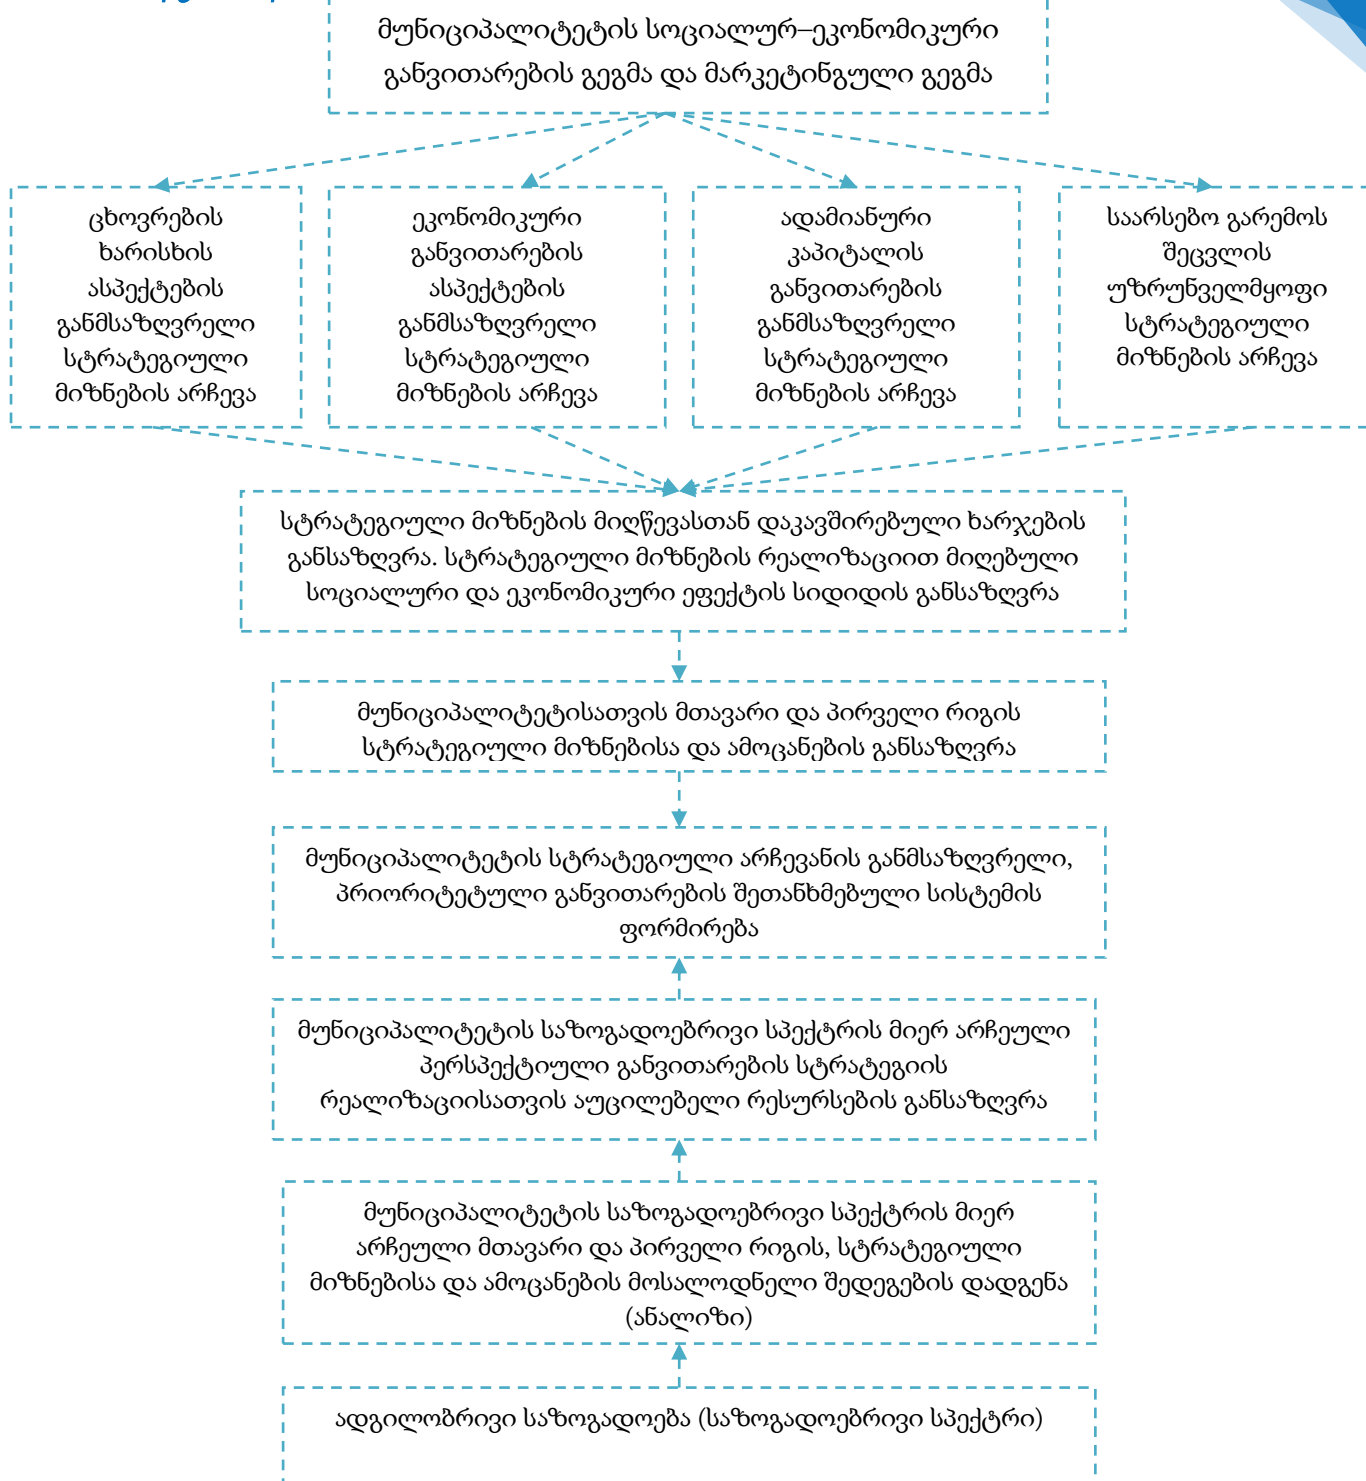 მუნიციპალიტეტის სოციალურ–ეკონომიკური
განვითარების გეგმა და მარკეტინგული გეგმა
ცხოვრების
ხარისხის
ასპექტების
განმსაზღვრელი
სტრატეგიული
მიზნების არჩევა
ეკონომიკური
განვითარების
ასპექტების
განმსაზღვრელი
სტრატეგიული
მიზნების არჩევა
ადამიანური
კაპიტალის
განვითარების
განმსაზღვრელი
სტრატეგიული
მიზნების არჩევა
საარსებო გარემოს
შეცვლის
უზრუნველმყოფი
სტრატეგიული
მიზნების არჩევა
სტრატეგიული მიზნების მიღწევასთან დაკავშირებული ხარჯების
განსაზღვრა. სტრატეგიული მიზნების რეალიზაციით მიღებული
სოციალური და ეკონომიკური ეფექტის სიდიდის განსაზღვრა
მუნიციპალიტეტისათვის მთავარი და პირველი რიგის
სტრატეგიული მიზნებისა და ამოცანების განსაზღვრა
მუნიციპალიტეტის სტრატეგიული არჩევანის განმსაზღვრელი,
პრიორიტეტული განვითარების შეთანხმებული სისტემის
ფორმირება
მუნიციპალიტეტის საზოგადოებრივი სპექტრის მიერ არჩეული
პერსპექტიული განვითარების სტრატეგიის
რეალიზაციისათვის აუცილებელი რესურსების განსაზღვრა
მუნიციპალიტეტის საზოგადოებრივი სპექტრის მიერ
არჩეული მთავარი და პირველი რიგის, სტრატეგიული
მიზნებისა და ამოცანების მოსალოდნელი შედეგების დადგენა
(ანალიზი)
ადგილობრივი საზოგადოება (საზოგადოებრივი სპექტრი)